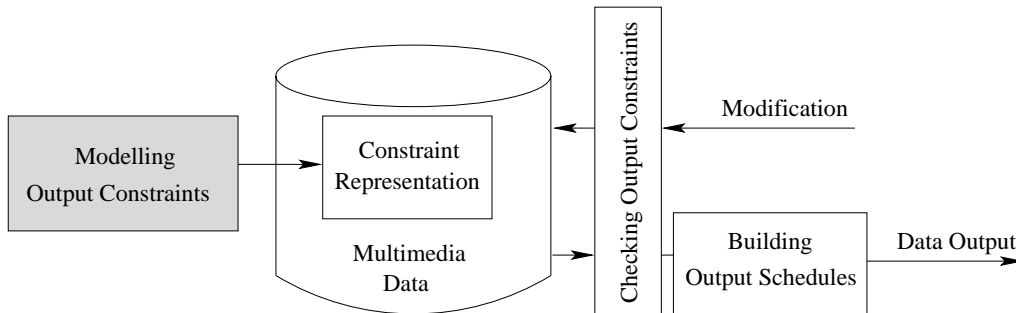 Modelling
Output Constraints
Constraint
Representation
Multimedia
Data
Checking Output Constraints
Modification
Building
Output Schedules
Data Output